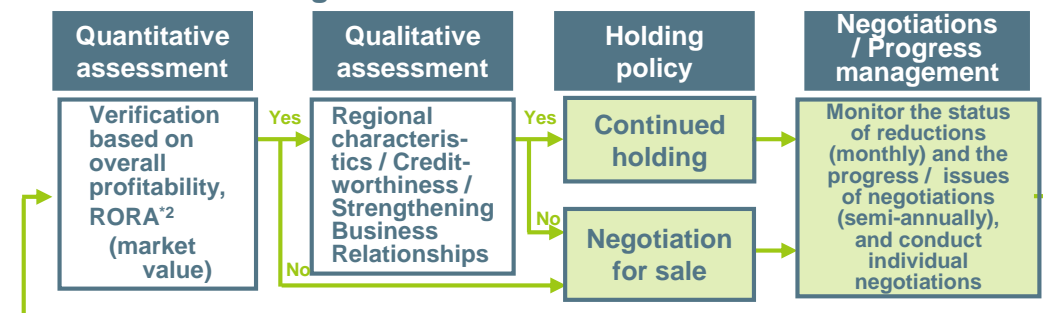 Quantitative
assessment
Qualitative
assessment
Holding
policy
Negotiations
/ Progress
management
Verification
based on
overall
profitability,
RORA*2
(market
value)
Yes
No
Regional
characteris-
tics / Credit-
worthiness /
Strengthening
Business
Relationships
Yes
No
Continued
holding
Negotiation
for sale
Monitor the status
of reductions
(monthly) and the
progress / issues
of negotiations
(semi-annually),
and conduct
individual
negotiations